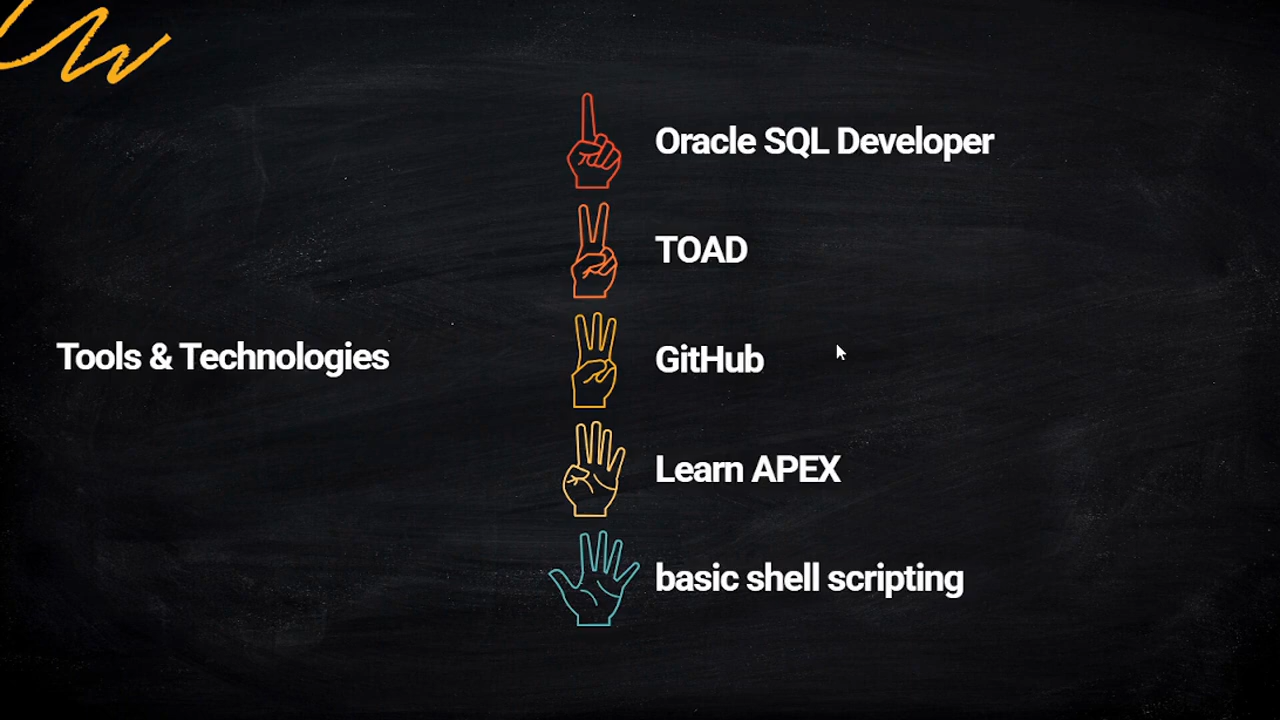 Tools & Technologies
Oracle SQL Developer
TOAD
GitHub
Learn APEX
basic shell scripting